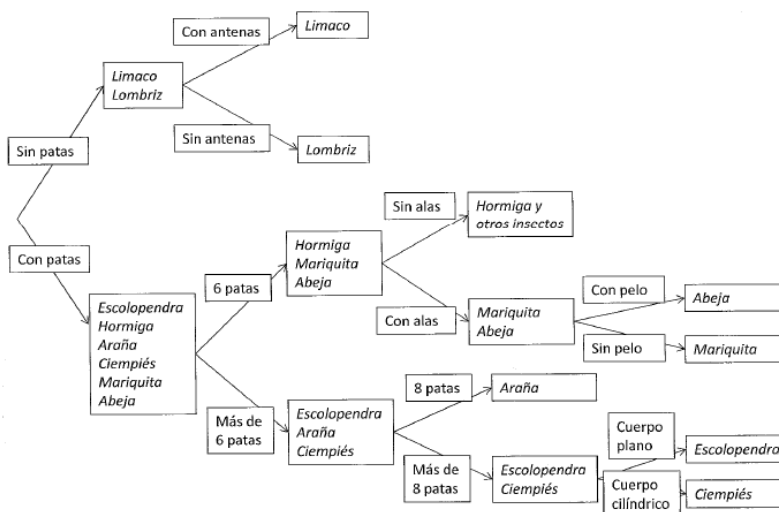 Con antenas
Limaco
Limaco
Lombriz
Sin antenas
Lombriz
Sin patas
Con patas
Escolopendra
Hormiga
Araña
Ciempiés
Mariquita
Abeja
6 patas
Hormiga
Mariquita
Abeja
Sin alas
Hormiga y
otros insectos
Con alas
Mariquita
Abeja
Con pelo
Abeja
Sin pelo
Mariquita
Más de
6 patas
Escolopendra
Araña
Ciempiés
8 patas
Araña
Más de
8 patas
Escolopendra
Ciempiés
Cuerpo
plano
Escolopendra
Cuerpo
cilíndrico
Ciempiés